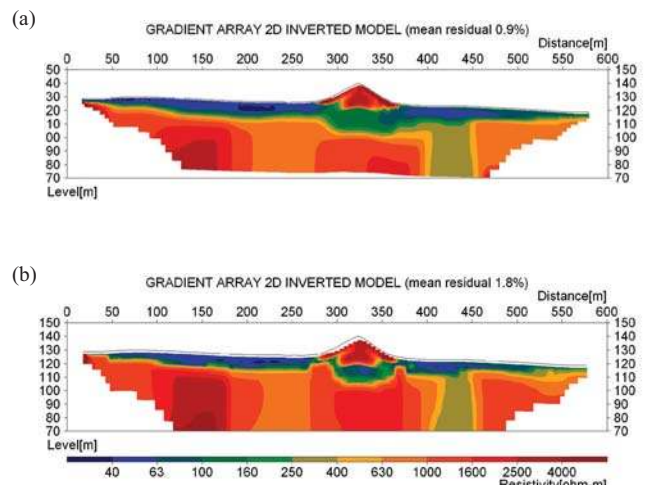 (a)
GRADIENT ARRAY 2D INVERTED MODEL (mean residual 0.9%)
Distance[m]
0 50 100 150 200 250 300 350 400 450 500 550 600
50 150
40 140
30 130
20 120
10 110
00 100
90 90
80 80
70 70
Level[m]
(b)
GRADIENT ARRAY 2D INVERTED MODEL (mean residual 1.8%)
Distance[m]
0 50 100 150 200 250 300 350 400 450 500 550 600
150 150
140 140
130 130
120 120
110 110
100 100
90 90
80 80
70 70
Level[m]
40 63 100 160 250 400 630 1000 1600 2500 4000
Resistivity[ohm-m]